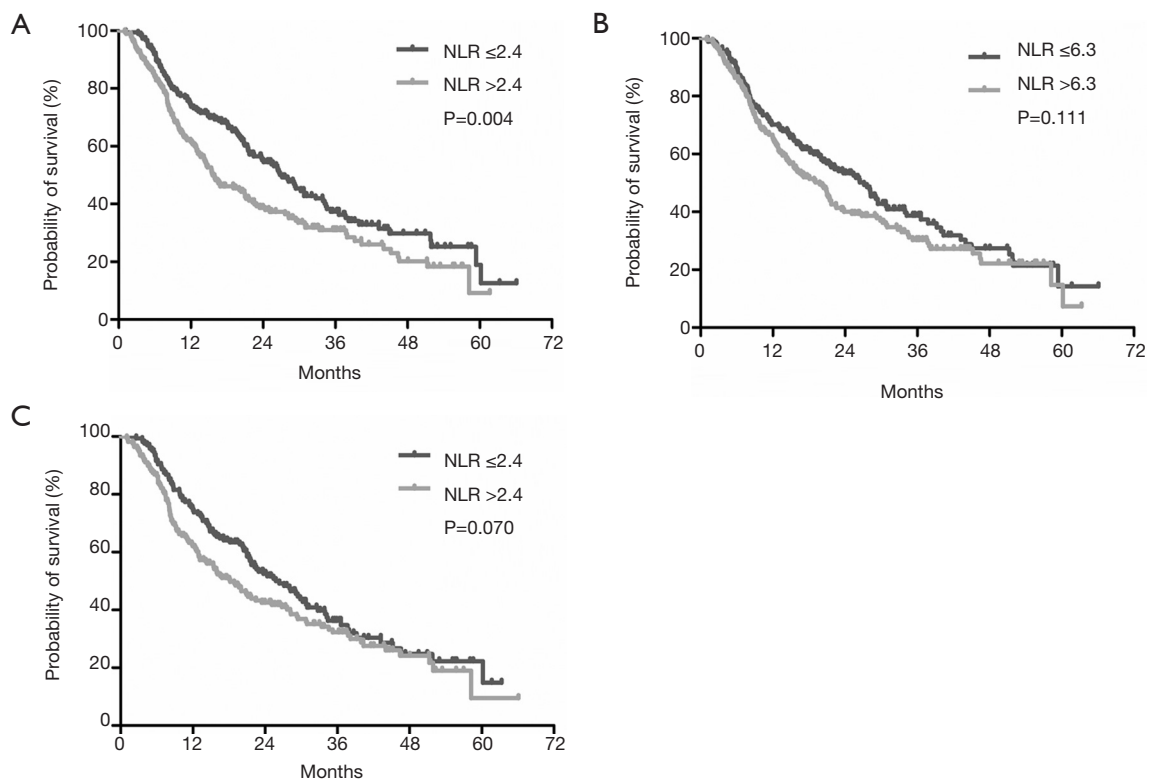 A
Probability of survival (%)
100
80
60
40
20
0
NLR ≤2.4
NLR >2.4
P=0.004
0 12 24 36 48 60 72
Months
B
Probability of survival (%)
100
80
60
40
20
0
NLR ≤6.3
NLR >6.3
P=0.111
0 12 24 36 48 60 72
Months
C
Probability of survival (%)
100
80
60
40
20
0
NLR ≤2.4
NLR >2.4
P=0.070
0 12 24 36 48 60 72
Months